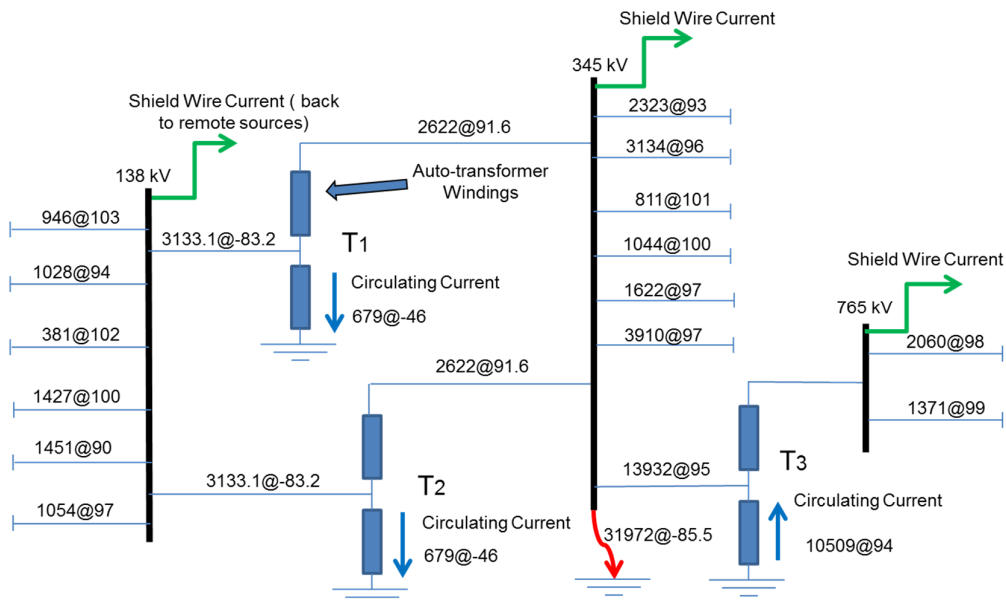 Shield Wire Current
345 kV
Shield Wire Current ( back
to remote sources)
138 kV
2622@91.6
Auto-transformer
Windings
2323@93
3134@96
811@101
1044@100
1622@97
3910@97
946@103
3133.1@-83.2
1028@94
381@102
1427@100
1451@90
1054@97
T1
Circulating Current
679@-46
Shield Wire Current
765 kV
2060@98
1371@99
2622@91.6
3133.1@-83.2
T2
Circulating Current
679@-46
13932@95
T3
31972@-85.5
Circulating Current
10509@94